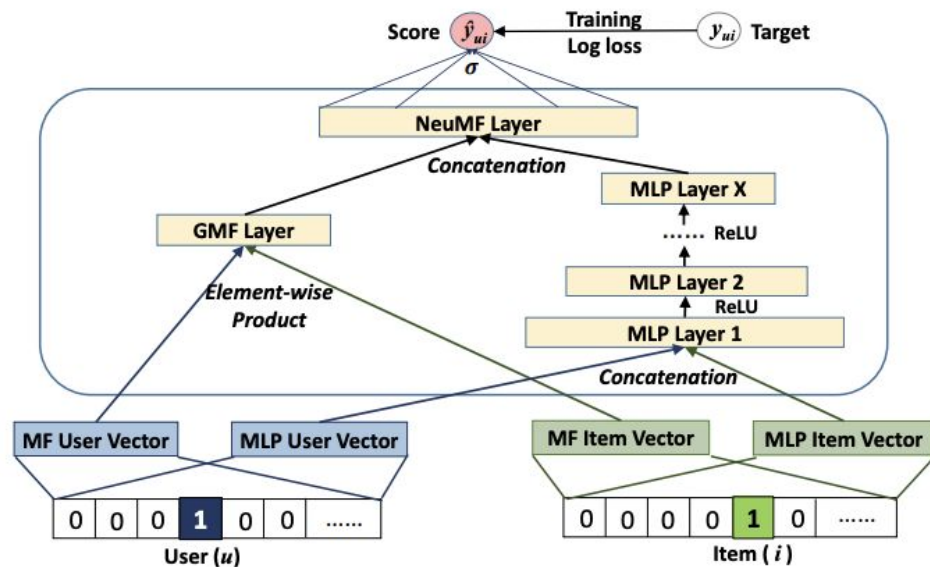 Score ŷui Training yui Target
Log loss
σ
NeuMF Layer
Concatenation
MLP Layer X
GMF Layer
...... ReLU
Element-wise
Product
MLP Layer 2
ReLU
MLP Layer 1
Concatenation
MF User Vector MLP User Vector MF Item Vector MLP Item Vector
0 0 0 1 0 0 ...... 0 0 0 0 1 0 ......
User (u) Item ( i )